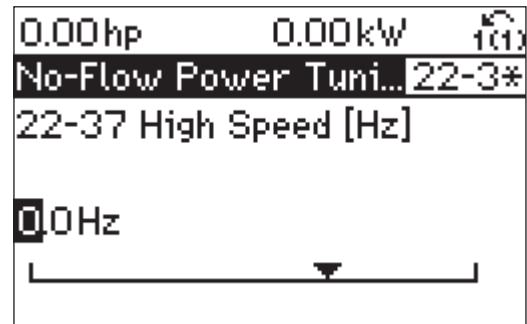 0.00hp 0.00kW 1(1)
No-Flow Power Tuni... 22-3*
22-37 High Speed [Hz]
0.0Hz